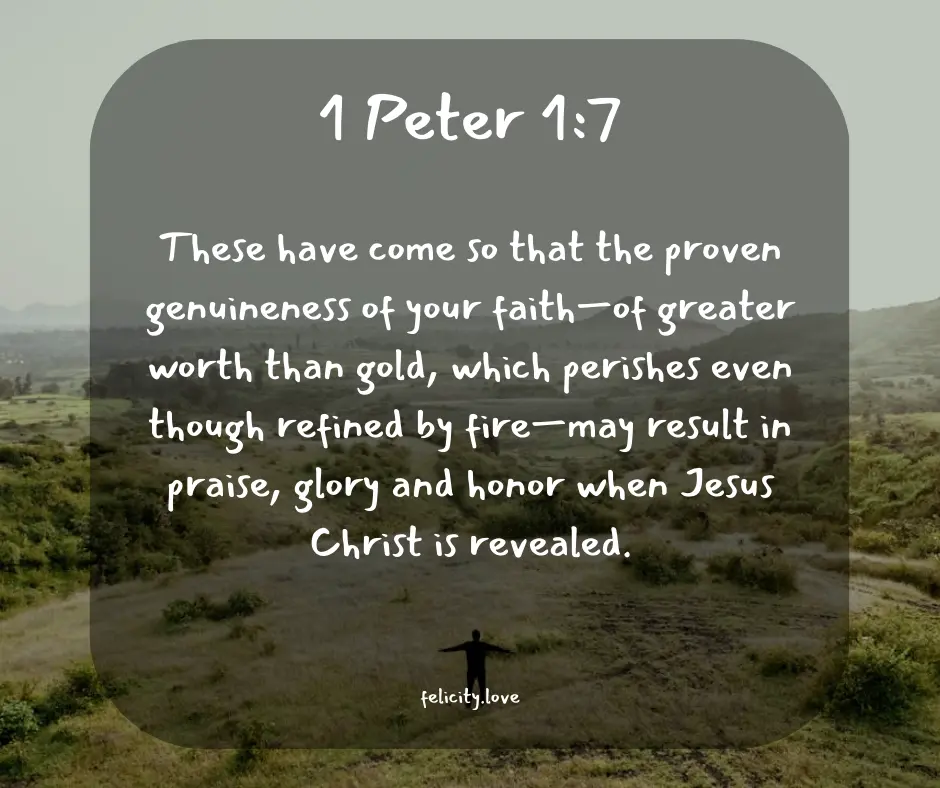 1 Peter 1:7
These have come so that the proven
genuineness of your faith—of greater
worth than gold, which perishes even
though refined by fire—may result in
praise, glory and honor when Jesus
Christ is revealed.
felicity.love